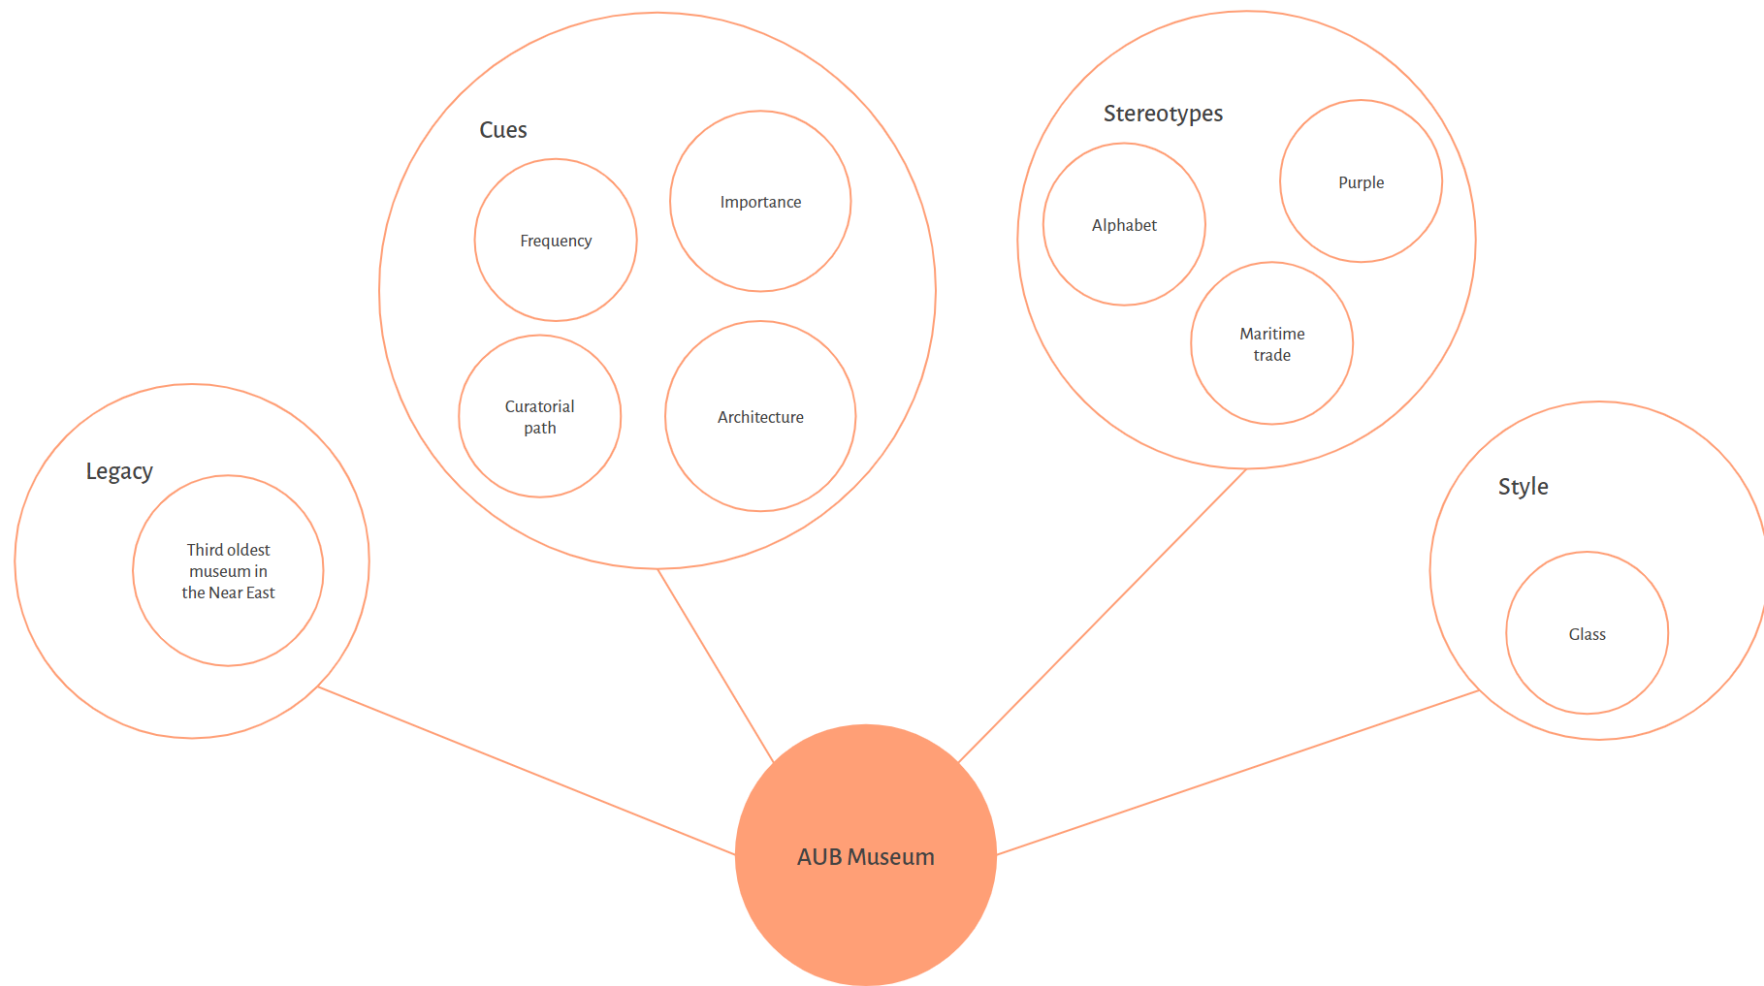 Cues
Frequency
Importance
Curatorial
path
Architecture
Stereotypes
Alphabet
Purple
Maritime
trade
Legacy
Third oldest
museum in
the Near East
Style
Glass
AUB Museum